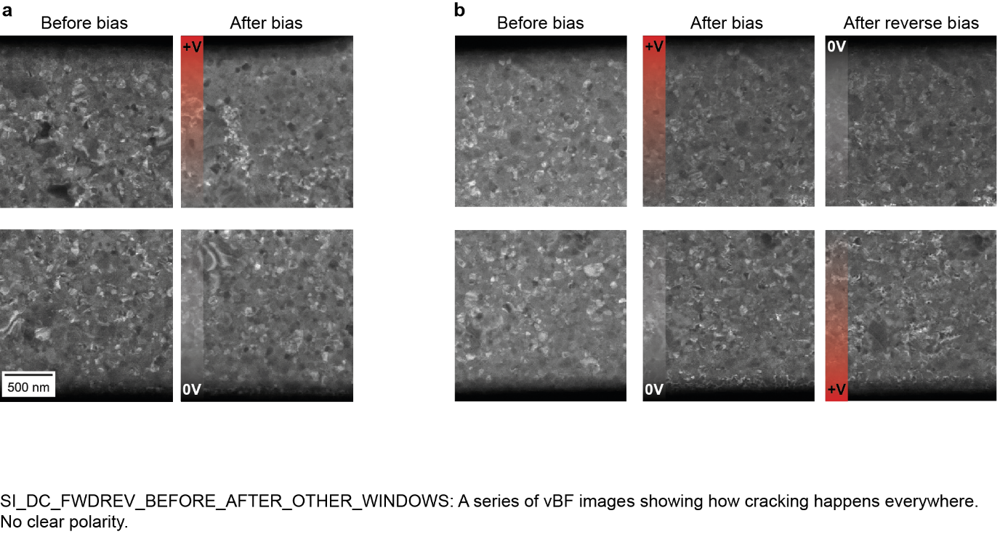 a
Before bias
After bias
b
Before bias
After bias
After reverse bias
+V
+V
0V
500 nm
0V
0V
+V
SI_DC_FWDREV_BEFORE_AFTER_OTHER_WINDOWS: A series of vBF images showing how cracking happens everywhere.
No clear polarity.